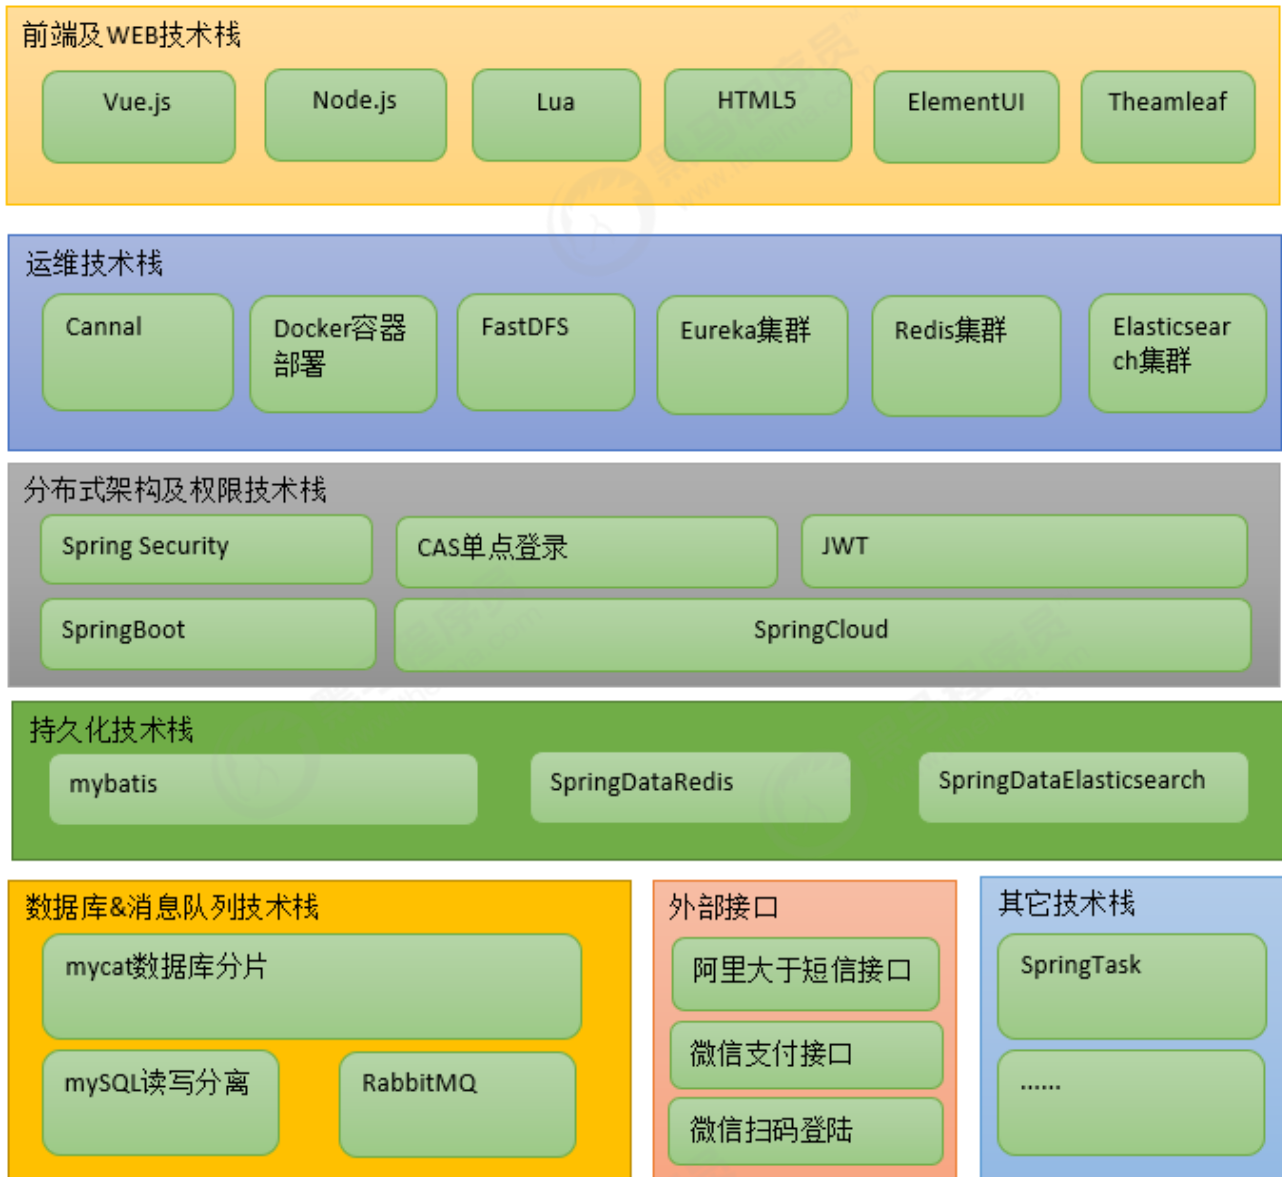 前端及WEB技术栈
Vue.js
Node.js
Lua
HTML5
ElementUI
Theamleaf
运维技术栈
Cannal
Docker容器
部署
FastDFS
Eureka集群
Redis集群
Elasticsear
ch集群
分布式架构及权限技术栈
Spring Security
CAS单点登录
JWT
SpringBoot
SpringCloud
持久化技术栈
mybatis
SpringDataRedis
SpringDataElasticsearch
数据库&消息队列技术栈
mycat数据库分片
mySQL读写分离
RabbitMQ
外部接口
阿里大于短信接口
微信支付接口
微信扫码登陆
其它技术栈
SpringTask
......